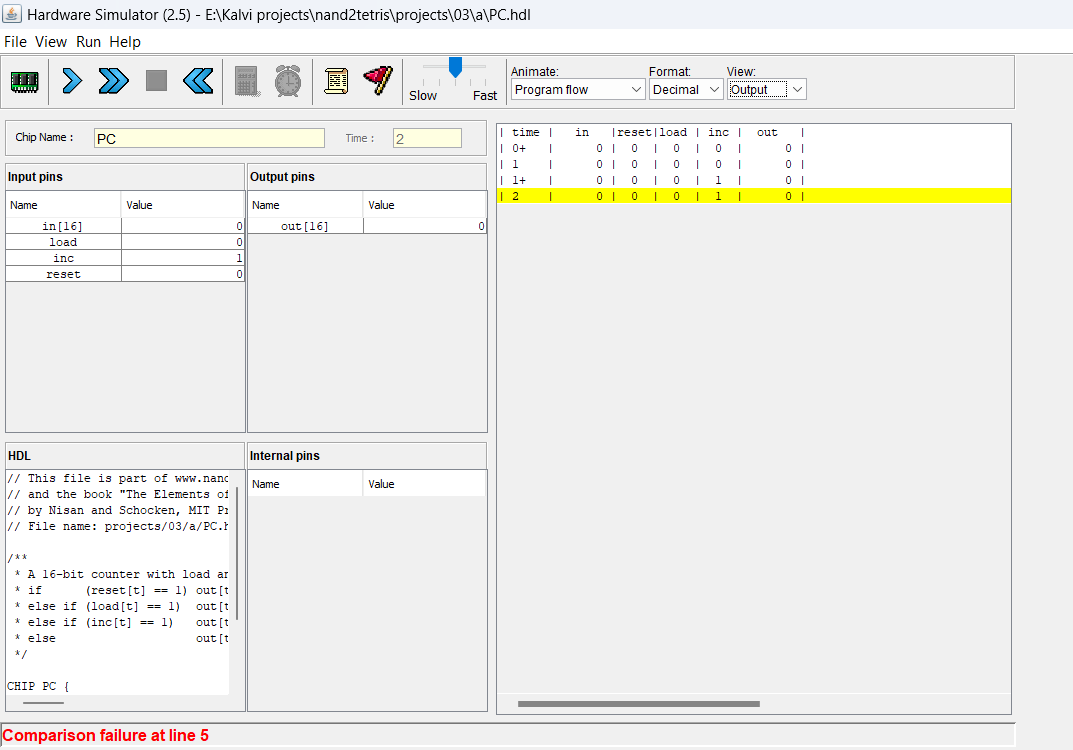 Hardware Simulator (2.5) - E:\Kalvi projects\nand2tetris\projects\03\a\PC.hdl
File View Run Help
Slow Fast
Animate: Format: View:
Program flow Decimal Output
Chip Name : PC Time : 2
Input pins
Name Value
in[16] 0
load 0
inc 1
reset 0
Output pins
Name Value
out[16] 0
| time | in |reset|load | inc | out |
| 0+ | 0 | 0 | 0 | 0 | 0 |
| 1 | 0 | 0 | 0 | 0 | 0 |
| 1+ | 0 | 0 | 0 | 1 | 0 |
| 2 | 0 | 0 | 0 | 1 | 0 |
HDL
// This file is part of www.nand
// and the book "The Elements of
// by Nisan and Schocken, MIT Pr
// File name: projects/03/a/PC.h
/**
* A 16-bit counter with load an
* if (reset[t] == 1) out[t
* else if (load[t] == 1) out[t
* else if (inc[t] == 1) out[t
* else out[t
*/
CHIP PC {
Internal pins
Name Value
Comparison failure at line 5